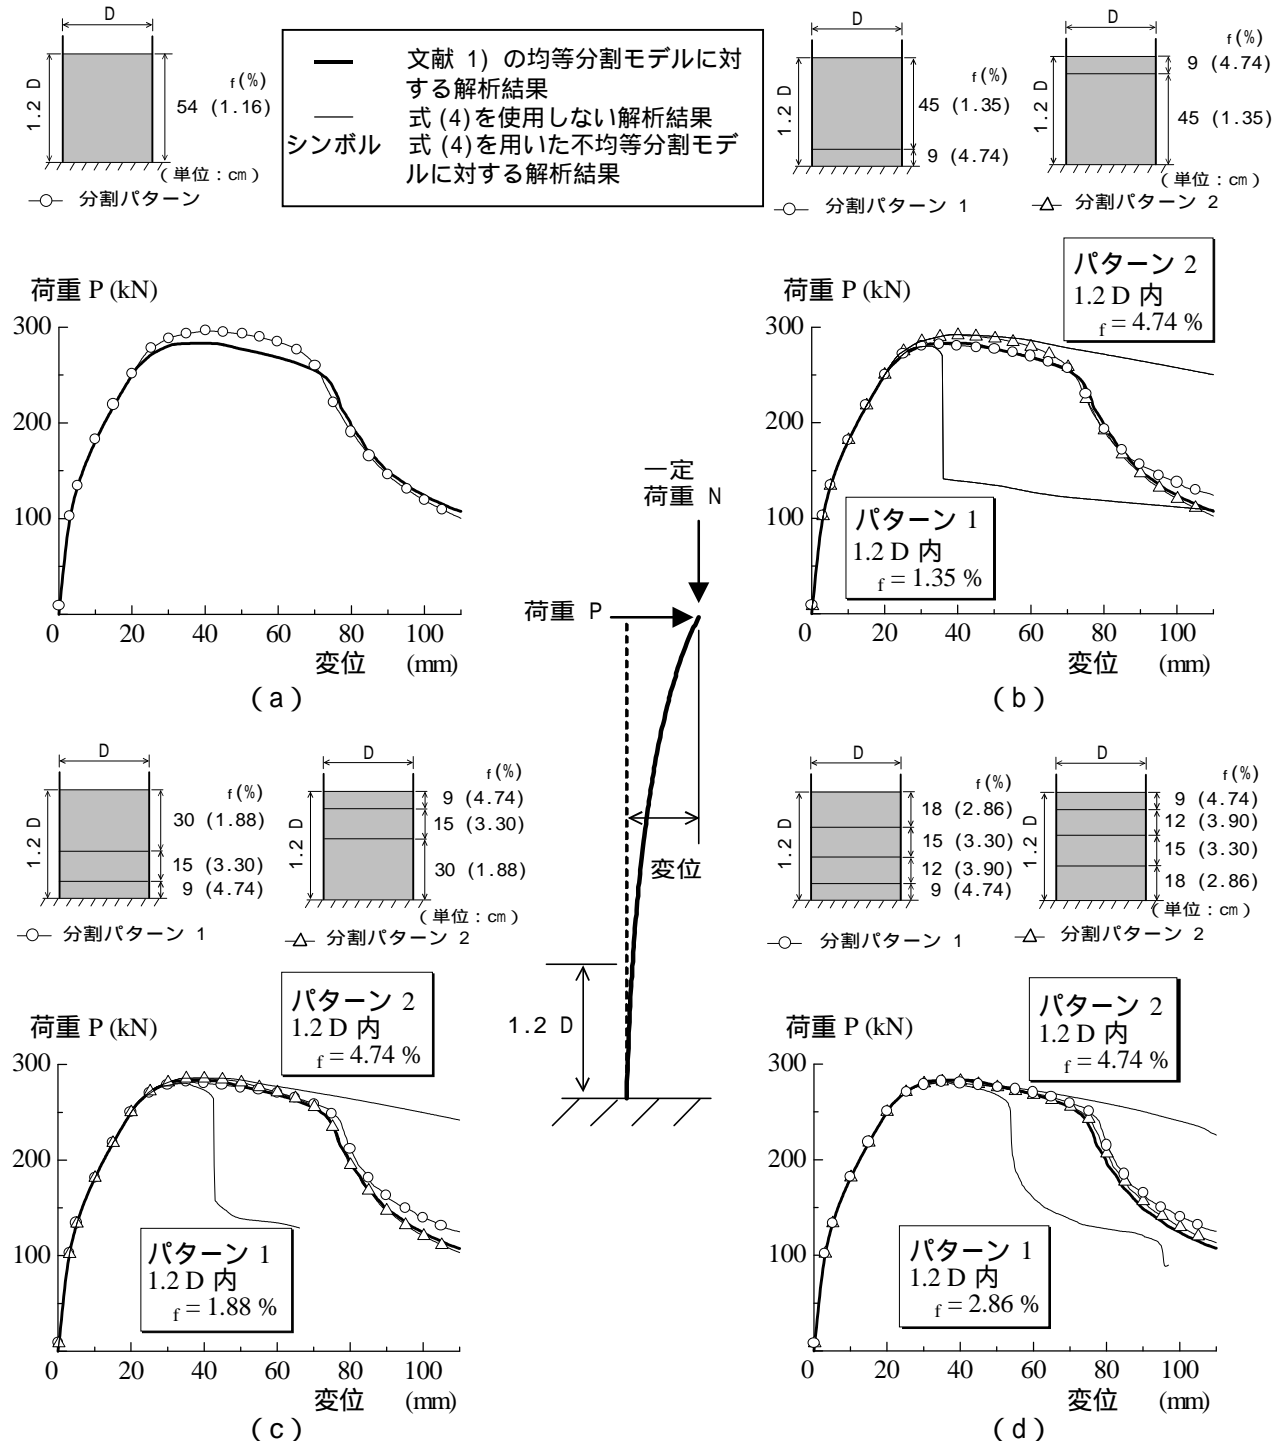 D
1.2 D
f (%)
54 (1.16)
(単位：cm)
分割パターン
文献 1) の均等分割モデルに対
する解析結果
式 (4)を使用しない解析結果
シンボル 式 (4)を用いた不均等分割モデ
ルに対する解析結果
D
1.2 D
45 (1.35)
9 (4.74)
分割パターン 1
D
1.2 D
f (%)
9 (4.74)
45 (1.35)
(単位：cm)
分割パターン 2
荷重 P (kN)
300
200
100
0 20 40 60 80 100
変位 (mm)
(a)
パターン 2
1.2 D 内
f = 4.74 %
300
200
100
パターン 1
1.2 D 内
f = 1.35 %
0 20 40 60 80 100
変位 (mm)
(b)
一定
荷重 N
荷重 P
変位
1.2 D
D
1.2 D
f (%)
30 (1.88)
15 (3.30)
9 (4.74)
分割パターン 1
D
1.2 D
f (%)
9 (4.74)
15 (3.30)
30 (1.88)
(単位：cm)
分割パターン 2
荷重 P (kN)
パターン 2
1.2 D 内
f = 4.74 %
300
200
100
パターン 1
1.2 D 内
f = 1.88 %
0 20 40 60 80 100
変位 (mm)
(c)
D
1.2 D
18 (2.86)
15 (3.30)
12 (3.90)
9 (4.74)
分割パターン 1
D
1.2 D
f (%)
9 (4.74)
12 (3.90)
15 (3.30)
18 (2.86)
(単位：cm)
分割パターン 2
荷重 P (kN)
パターン 2
1.2 D 内
f = 4.74 %
300
200
100
パターン 1
1.2 D 内
f = 2.86 %
0 20 40 60 80 100
変位 (mm)
(d)